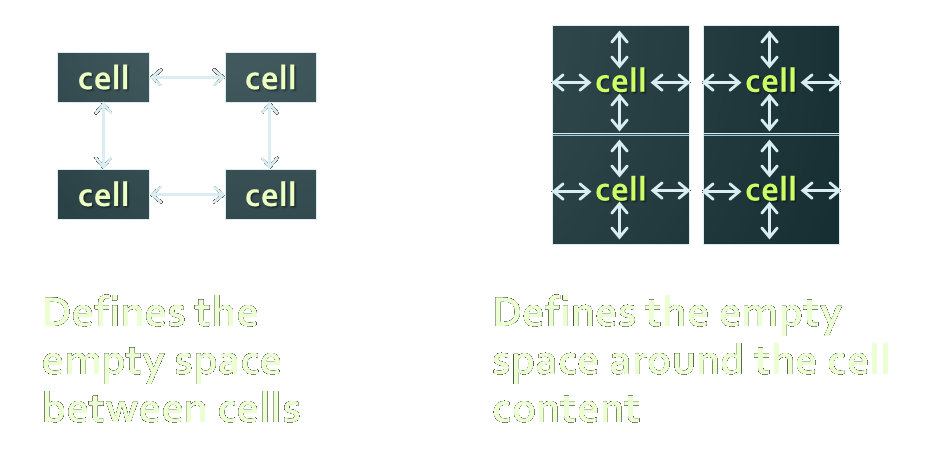 cell cell
cell cell
Defines the
empty space
between cells
cell cell
cell cell
Defines the empty
space around the cell
content